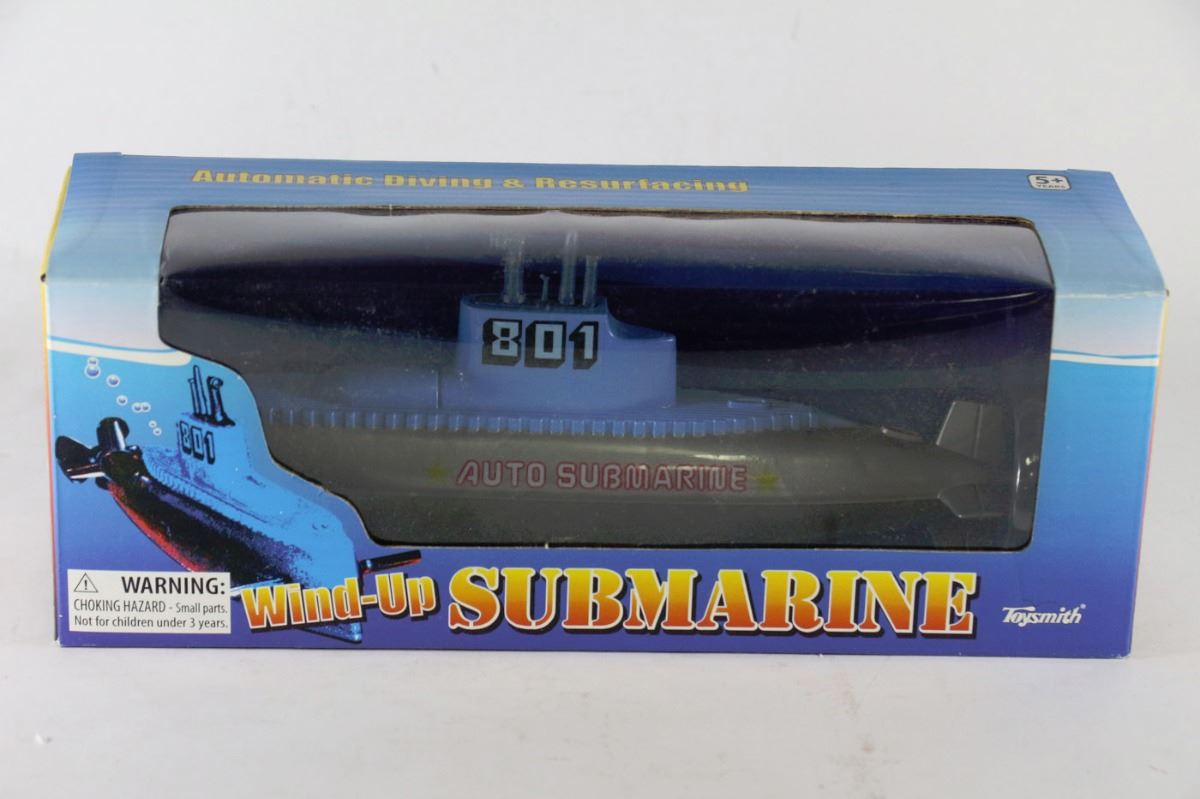 Automatic Diving & Resurfacing
5+
YEARS
801
AUTO SUBMARINE
801
WARNING:
CHOKING HAZARD - Small parts.
Not for children under 3 years.
Wind-Up SUBMARINE
Toysmith®